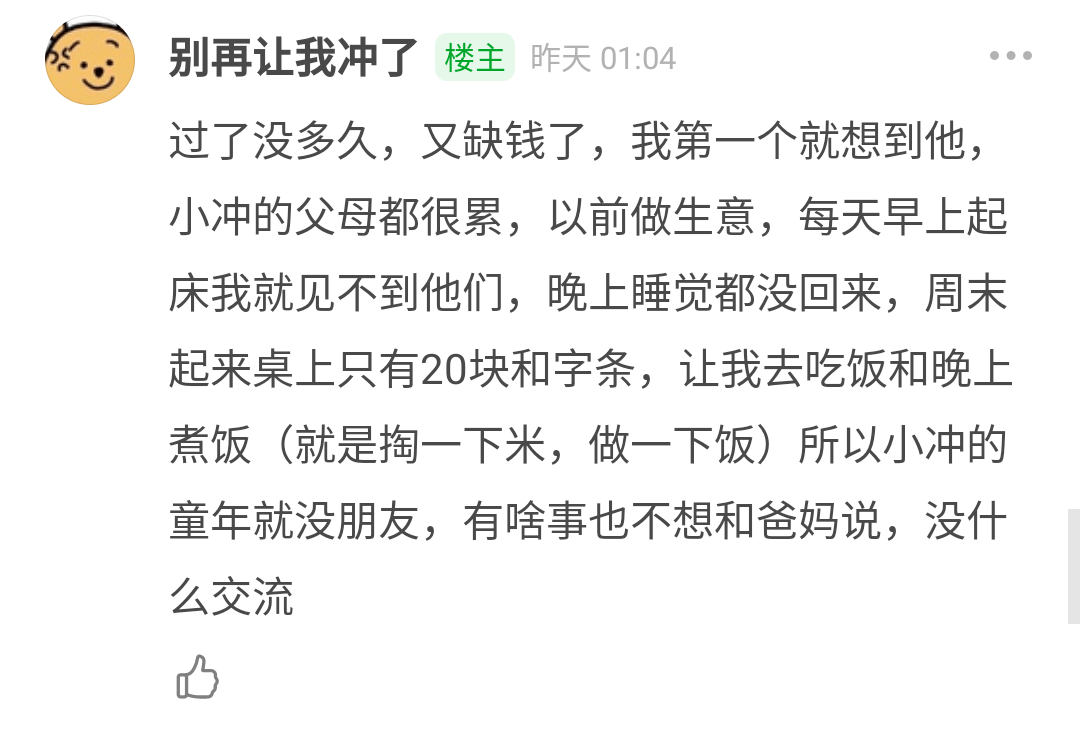 别再让我冲了 楼主 昨天 01:04
过了没多久，又缺钱了，我第一个就想到他，
小冲的父母都很累，以前做生意，每天早上起
床我就见不到他们，晚上睡觉都没回来，周末
起来桌上只有20块和字条，让我去吃饭和晚上
煮饭（就是掏一下米，做一下饭）所以小冲的
童年就没朋友，有啥事也不想和爸妈说，没什
么交流